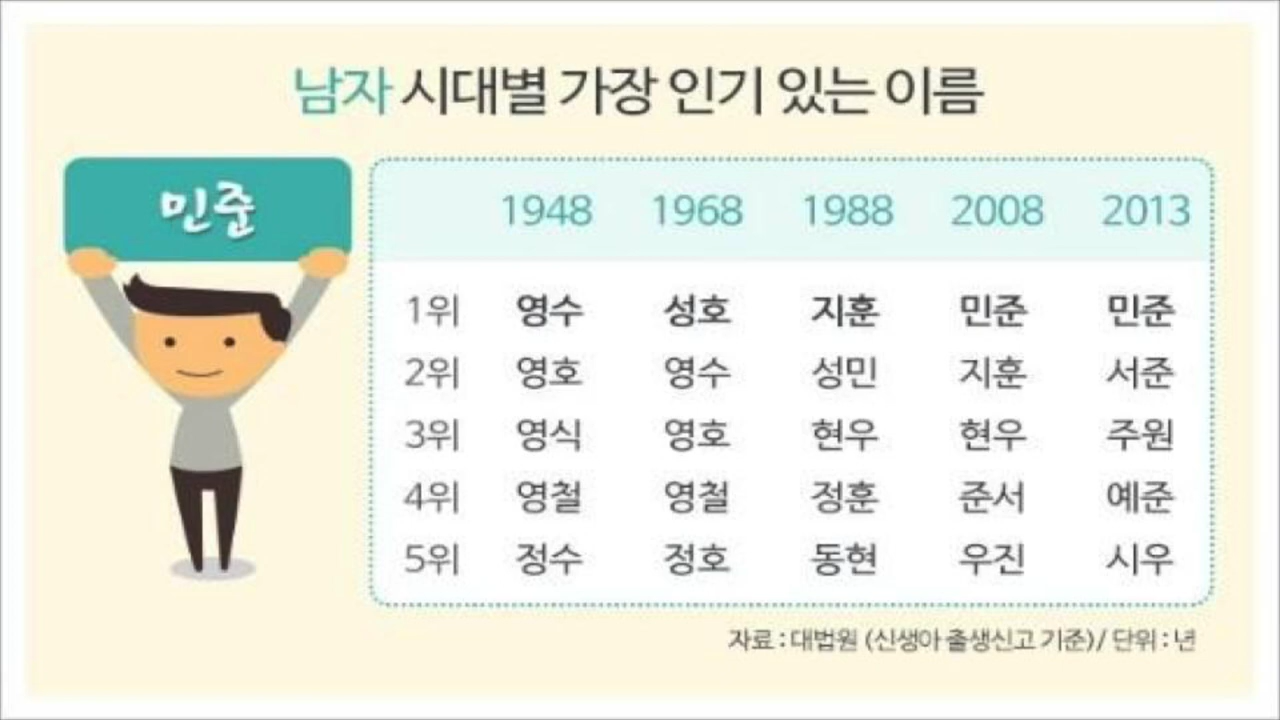 남자 시대별 가장 인기 있는 이름
민준
1948 1968 1988 2008 2013
1위 영수 성호 지훈 민준 민준
2위 영호 영수 성민 지훈 서준
3위 영식 영호 현우 현우 주원
4위 영철 영철 정훈 준서 예준
5위 정수 정호 동현 우진 시우
자료 : 대법원 (신생아 출생신고 기준)/ 단위 : 년